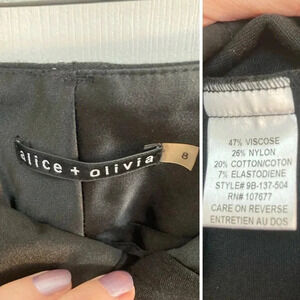 alice + olivia
8
47% VISCOSE
26% NYLON
20% COTTON/COTON
7% ELASTODIENE
STYLE# 9B-137-504
RN# 107677
CARE ON REVERSE
ENTRETIEN AU DOS